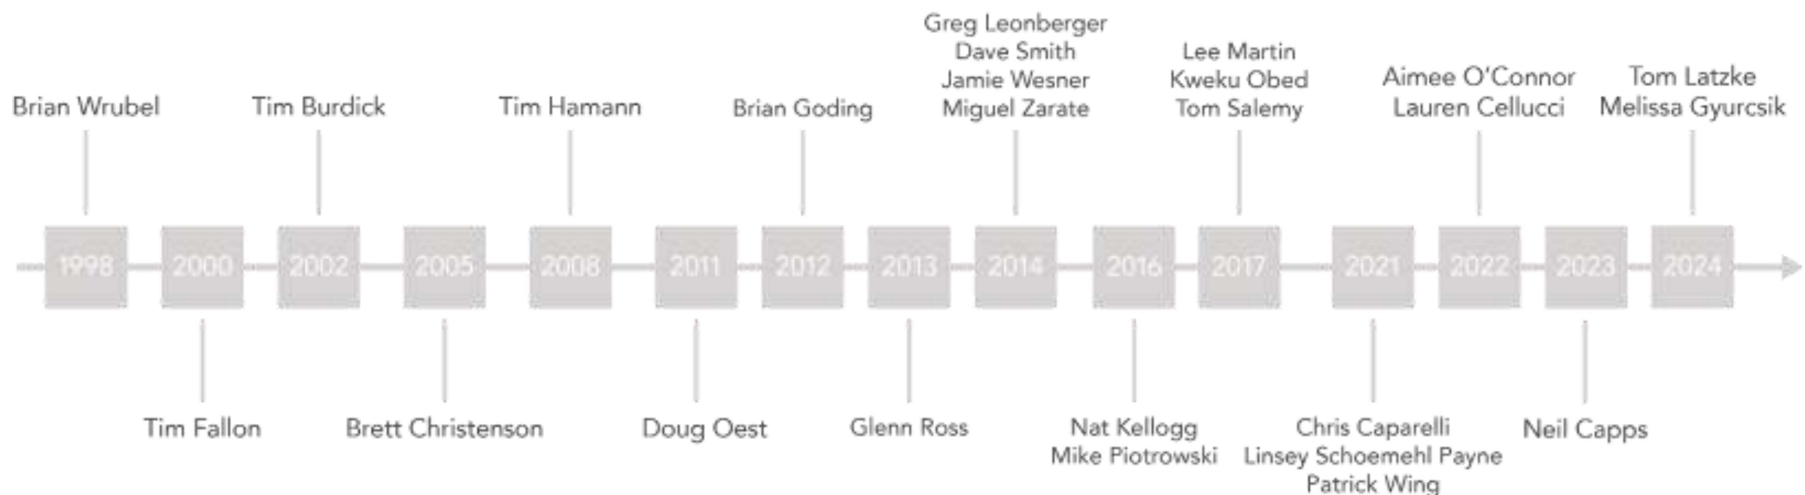 Greg Leonberger
Dave Smith
Jamie Wesner
Miguel Zarate
Lee Martin
Kweku Obed
Tom Salemy
Aimee O'Connor
Lauren Cellucci
Tom Latzke
Melissa Gyurcsik
Brian Wrubel
Tim Burdick
Tim Hamann
Brian Goding
1998
2000
2002
2005
2008
2011
2012
2013
2014
2016
2017
2021
2022
2023
2024
Tim Fallon
Brett Christenson
Doug Oest
Glenn Ross
Nat Kellogg
Mike Piotrowski
Chris Caparelli
Linsey Schoemehl Payne
Patrick Wing
Neil Capps